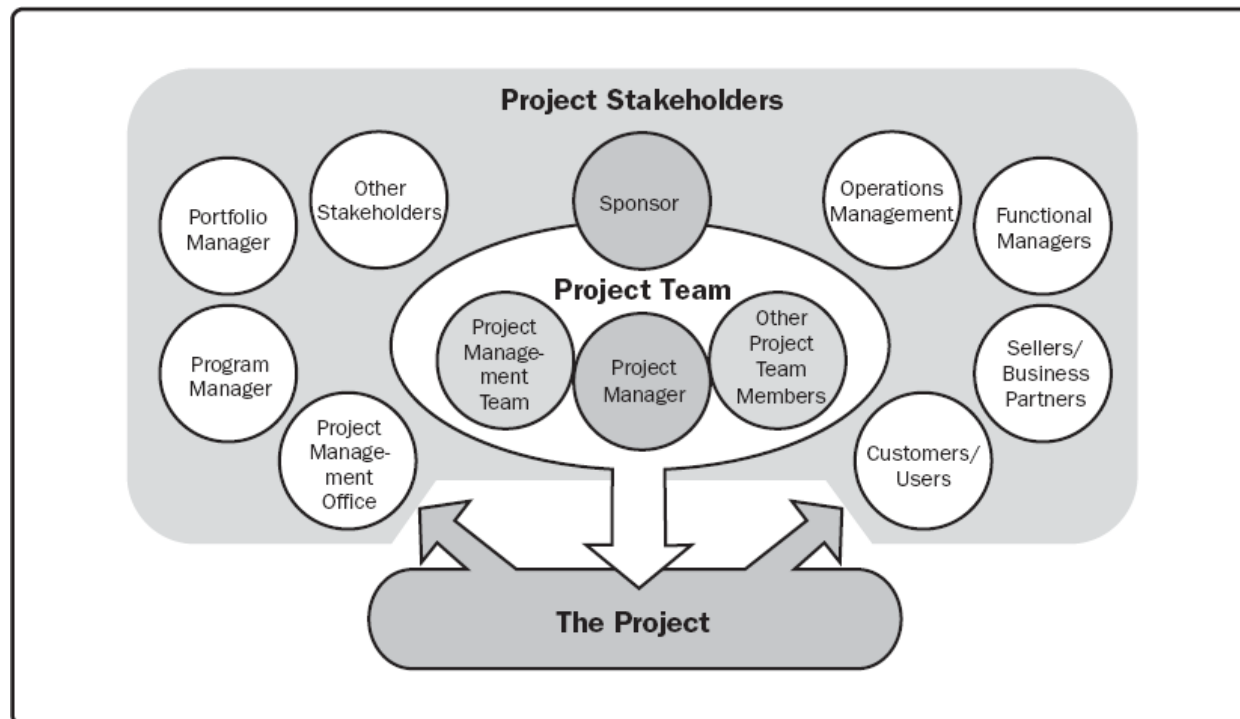 Project Stakeholders
Portfolio
Manager
Other
Stakeholders
Sponsor
Operations
Management
Functional
Managers
Project Team
Program
Manager
Project
Manage-
ment
Team
Project
Manager
Other
Project
Team
Members
Sellers/
Business
Partners
Project
Manage-
ment
Office
Customers/
Users
The Project